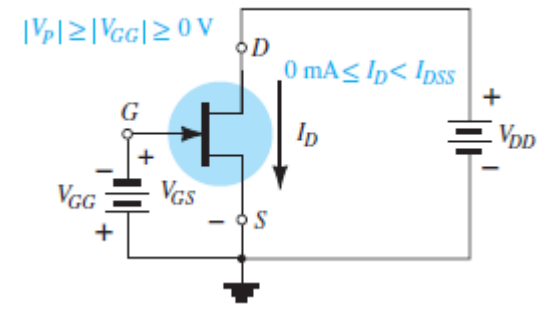 |V_P| ≥ |V_GG| ≥ 0 V
D
0 mA ≤ I_D < I_DSS
G
I_D
+
V_DD
−
−
+
V_GG
V_GS
+
−
S